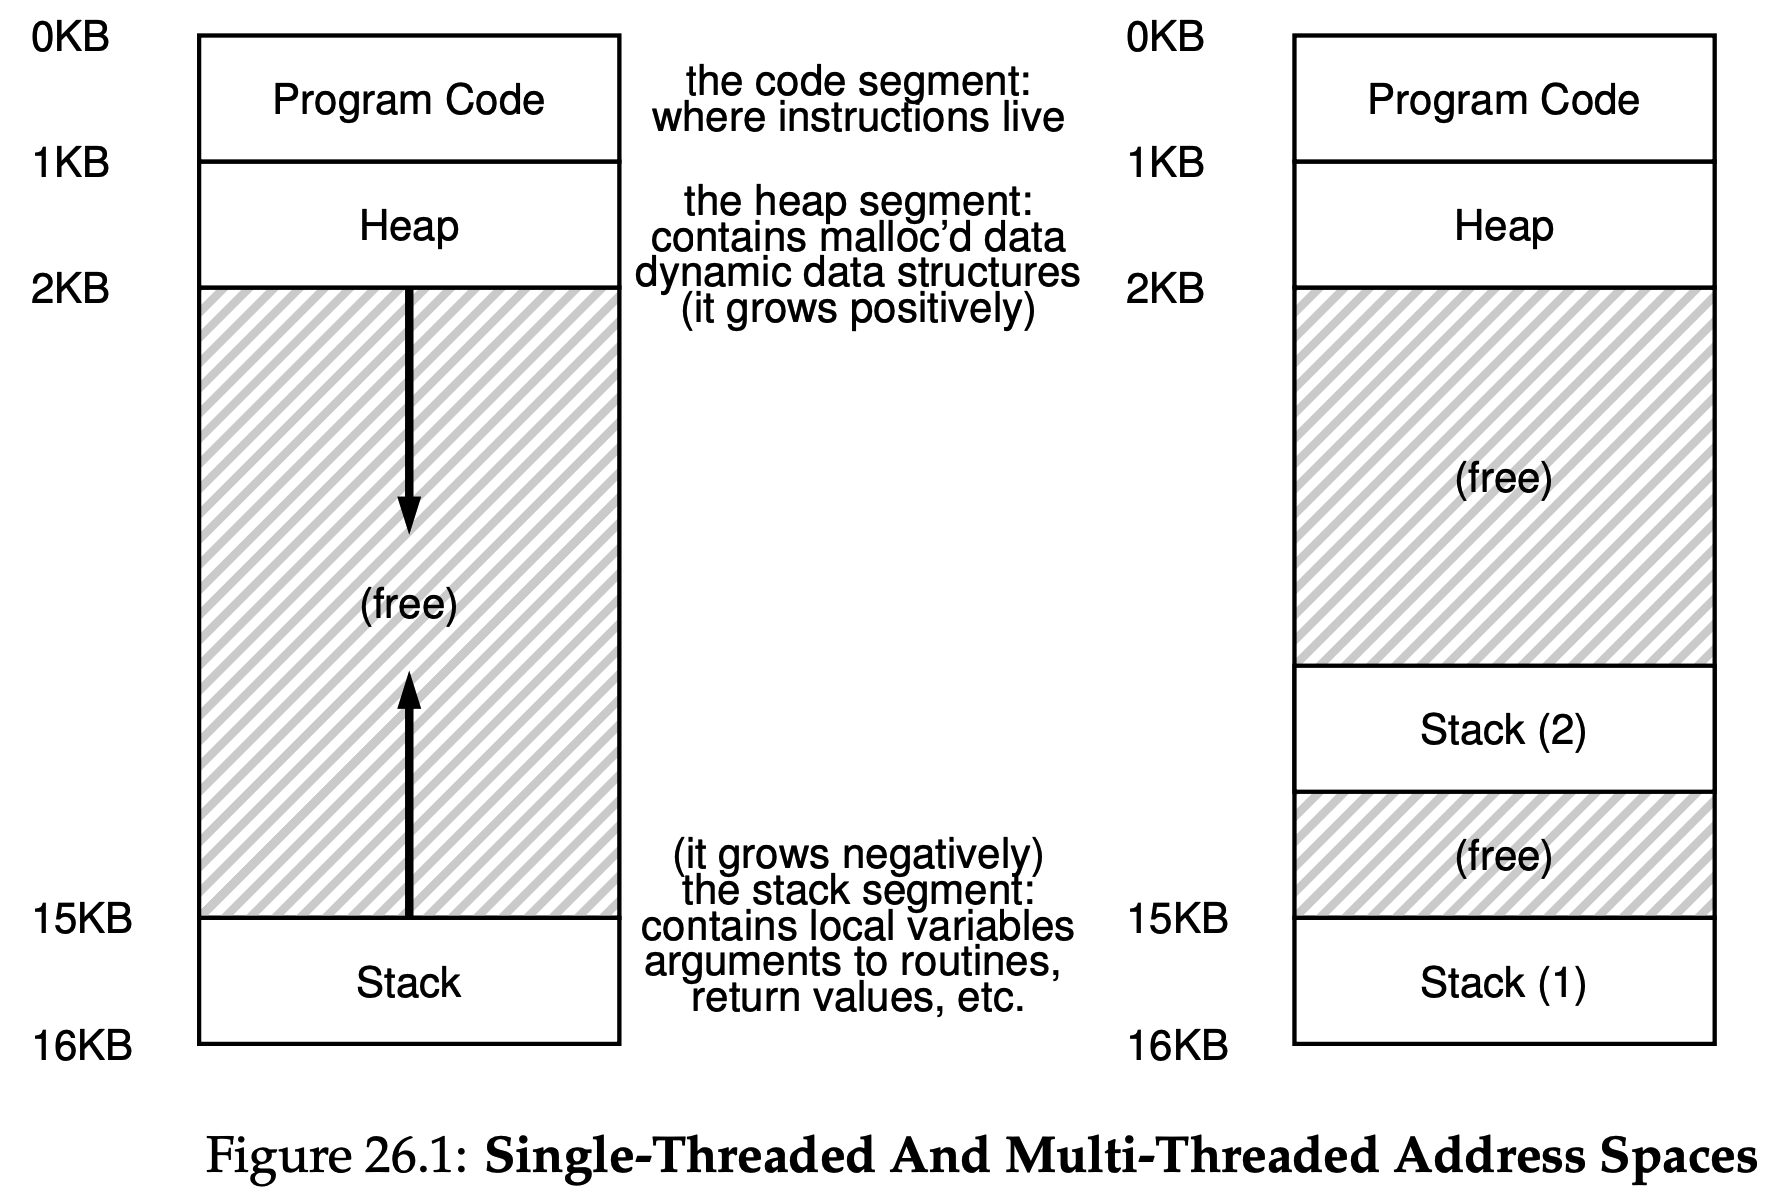 0KB
Program Code
1KB
Heap
2KB
(free)
15KB
Stack
16KB
the code segment:
where instructions live
the heap segment:
contains malloc’d data
dynamic data structures
(it grows positively)
(it grows negatively)
the stack segment:
contains local variables
arguments to routines,
return values, etc.
0KB
Program Code
1KB
Heap
2KB
(free)
Stack (2)
(free)
15KB
Stack (1)
16KB
Figure 26.1: Single-Threaded And Multi-Threaded Address Spaces